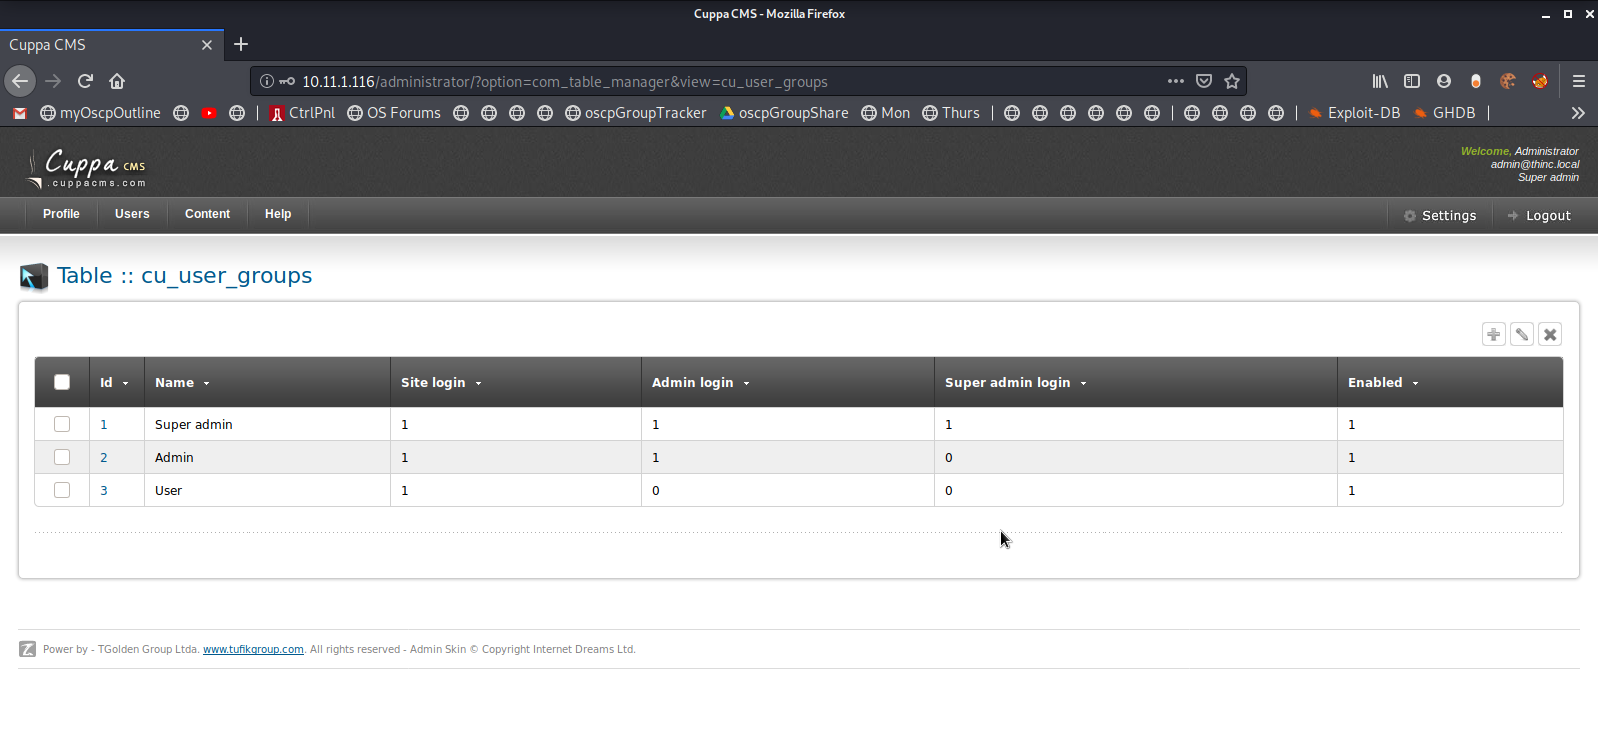 Cuppa CMS - Mozilla Firefox
Cuppa CMS
10.11.1.116/administrator/?option=com_table_manager&view=cu_user_groups
myOscpOutline CtrlPnl OS Forums oscpGroupTracker oscpGroupShare Mon Thurs Exploit-DB GHDB
Cuppa CMS
.cuppacms.com
Welcome, Administrator
admin@thinc.local
Super admin
Profile Users Content Help Settings Logout
Table :: cu_user_groups
Id Name Site login Admin login Super admin login Enabled
1 Super admin 1 1 1 1
2 Admin 1 1 0 1
3 User 1 0 0 1
Power by - TGolden Group Ltda. www.tufikgroup.com. All rights reserved - Admin Skin © Copyright Internet Dreams Ltd.